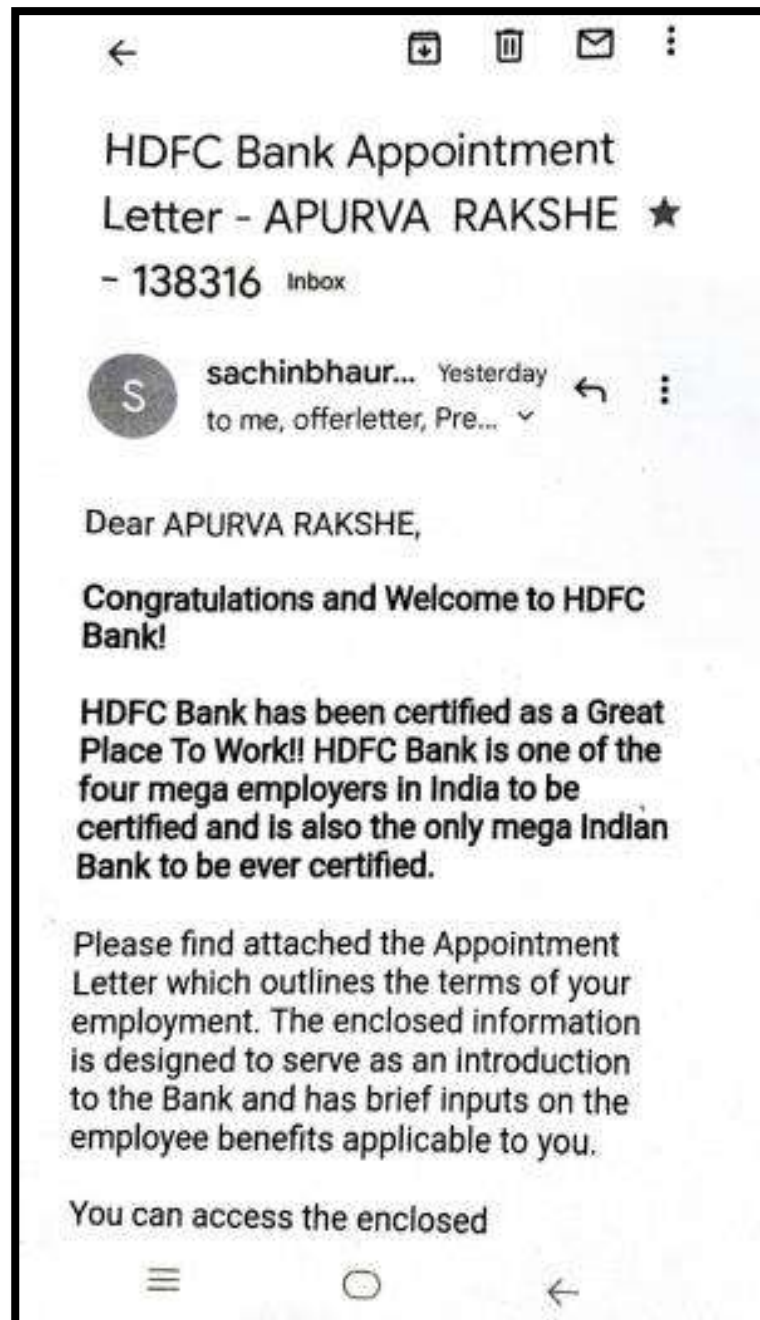 HDFC Bank Appointment
Letter - APURVA RAKSHE
- 138316 Inbox
S
sachinbhaur... Yesterday
to me, offerletter, Pre...
Dear APURVA RAKSHE,
Congratulations and Welcome to HDFC
Bank!
HDFC Bank has been certified as a Great
Place To Work!! HDFC Bank is one of the
four mega employers in India to be
certified and is also the only mega Indian
Bank to be ever certified.
Please find attached the Appointment
Letter which outlines the terms of your
employment. The enclosed information
is designed to serve as an introduction
to the Bank and has brief inputs on the
employee benefits applicable to you.
You can access the enclosed